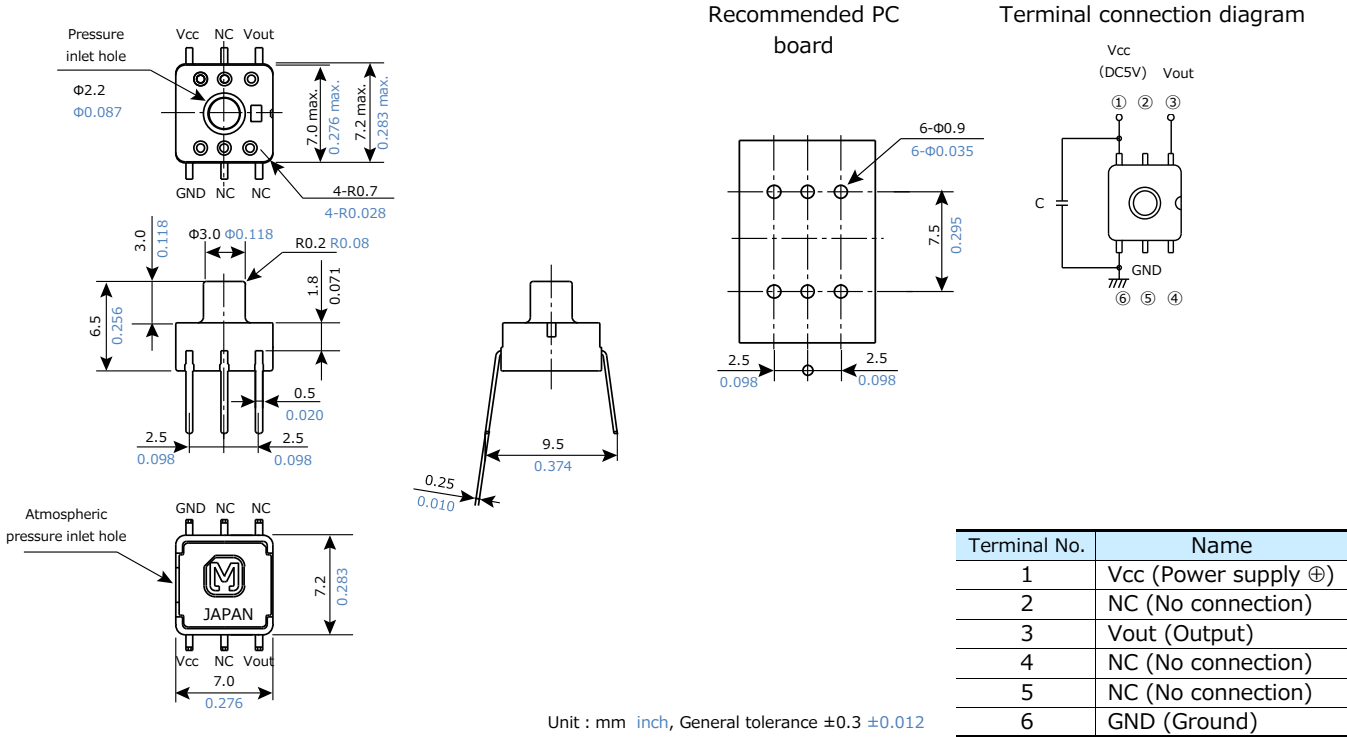 Recommended PC
board
Terminal connection diagram
Pressure
inlet hole
Vcc NC Vout
Φ2.2
Φ0.087
7.0 max.
0.276 max.
7.2 max.
0.283 max.
GND NC NC
4-R0.7
4-R0.028
3.0
0.118
Φ3.0 Φ0.118
R0.2 R0.08
1.8
0.071
6.5
0.256
0.5
0.020
2.5
0.098
2.5
0.098
9.5
0.374
0.25
0.010
6-Φ0.9
6-Φ0.035
7.5
0.295
2.5
0.098
2.5
0.098
Vcc
(DC5V) Vout
① ② ③
C
GND
⑥ ⑤ ④
Atmospheric
pressure inlet hole
GND NC NC
M
JAPAN
7.2
0.283
Vcc NC Vout
7.0
0.276
Unit : mm inch, General tolerance ±0.3 ±0.012
Terminal No. Name
1 Vcc (Power supply ⊕)
2 NC (No connection)
3 Vout (Output)
4 NC (No connection)
5 NC (No connection)
6 GND (Ground)